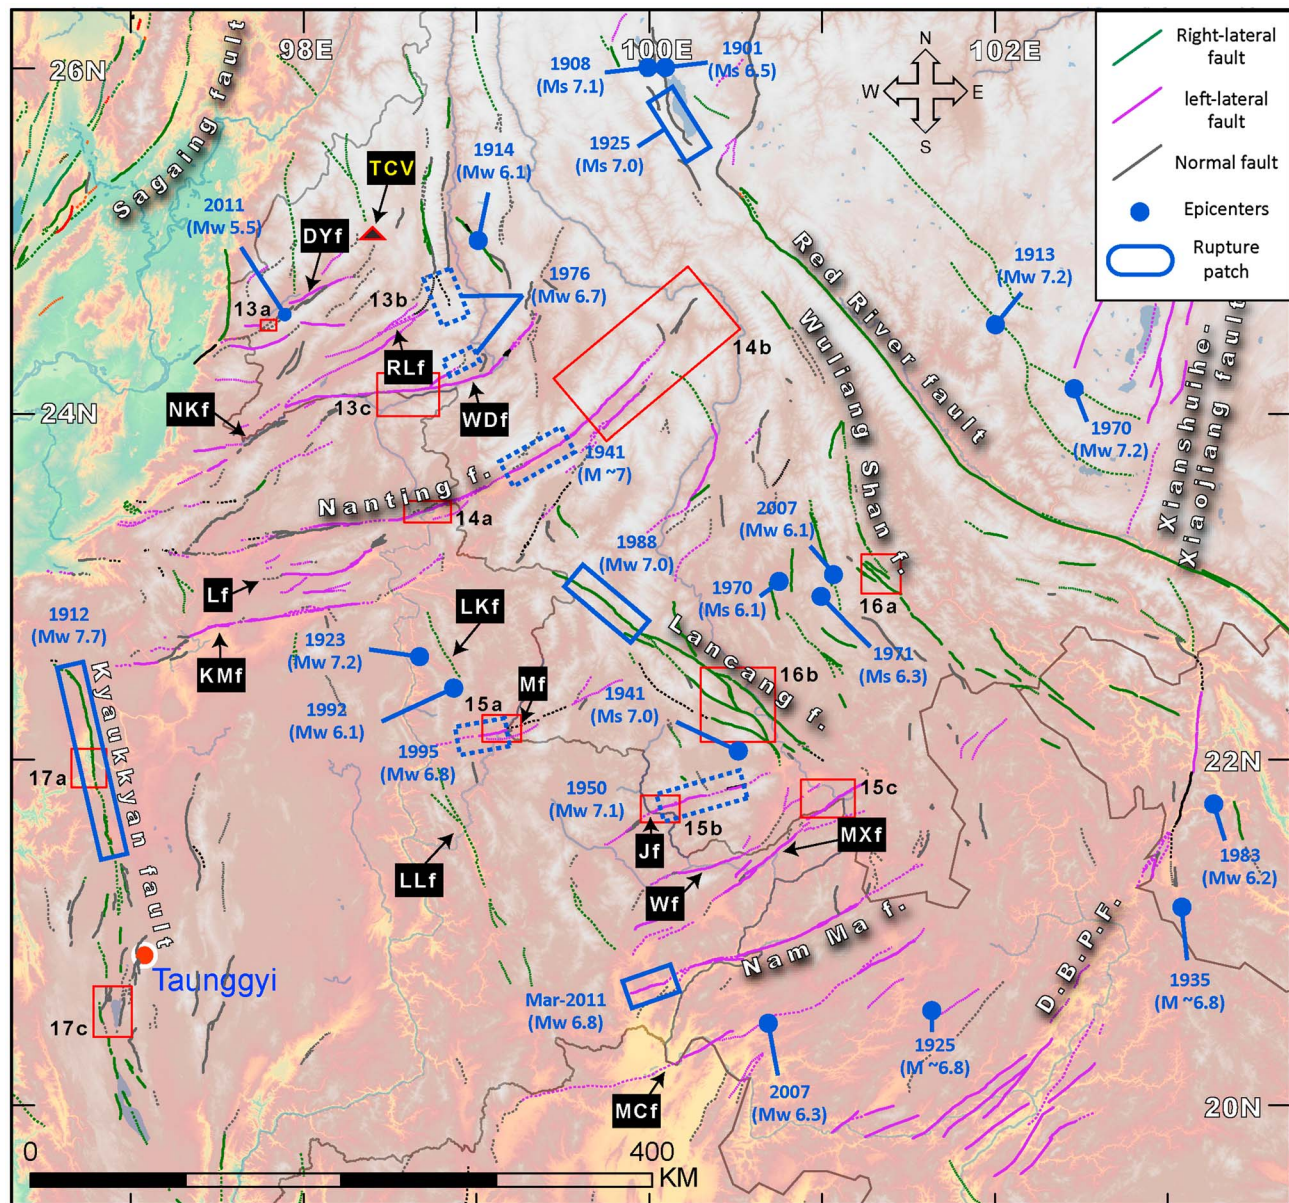 98E
100E
102E
26N
1908
(Ms 7.1)
1901
(Ms 6.5)
N
W
E
S
Right-lateral
fault
left-lateral
fault
Normal fault
Epicenters
Rupture
patch
Sagaing fault
1925
(Ms 7.0)
1914
(Mw 6.1)
TCV
2011
(Mw 5.5)
DYf
13a
13b
1976
(Mw 6.7)
1913
(Mw 7.2)
Red River fault
Wuliang Shan f.
Xianshuihe-
Xiaojiang fault
14b
RLf
13c
WDf
24N
NKf
1970
(Mw 7.2)
1941
(M ~7)
Nanting f.
14a
2007
(Mw 6.1)
1988
(Mw 7.0)
1970
(Ms 6.1)
16a
Lf
LKf
1912
(Mw 7.7)
1923
(Mw 7.2)
KMf
Lancang f.
1971
(Ms 6.3)
Kyaukkyan fault
Mf
16b
15a
1941
(Ms 7.0)
1992
(Mw 6.1)
1995
(Mw 6.8)
17a
22N
1950
(Mw 7.1)
15c
15b
Jf
MXf
LLf
Wf
1983
(Mw 6.2)
Nam Ma f.
D.B.P.F.
Taunggyi
1935
(M ~6.8)
Mar-2011
(Mw 6.8)
17c
1925
(M ~6.8)
2007
(Mw 6.3)
MCf
20N
0
400
KM